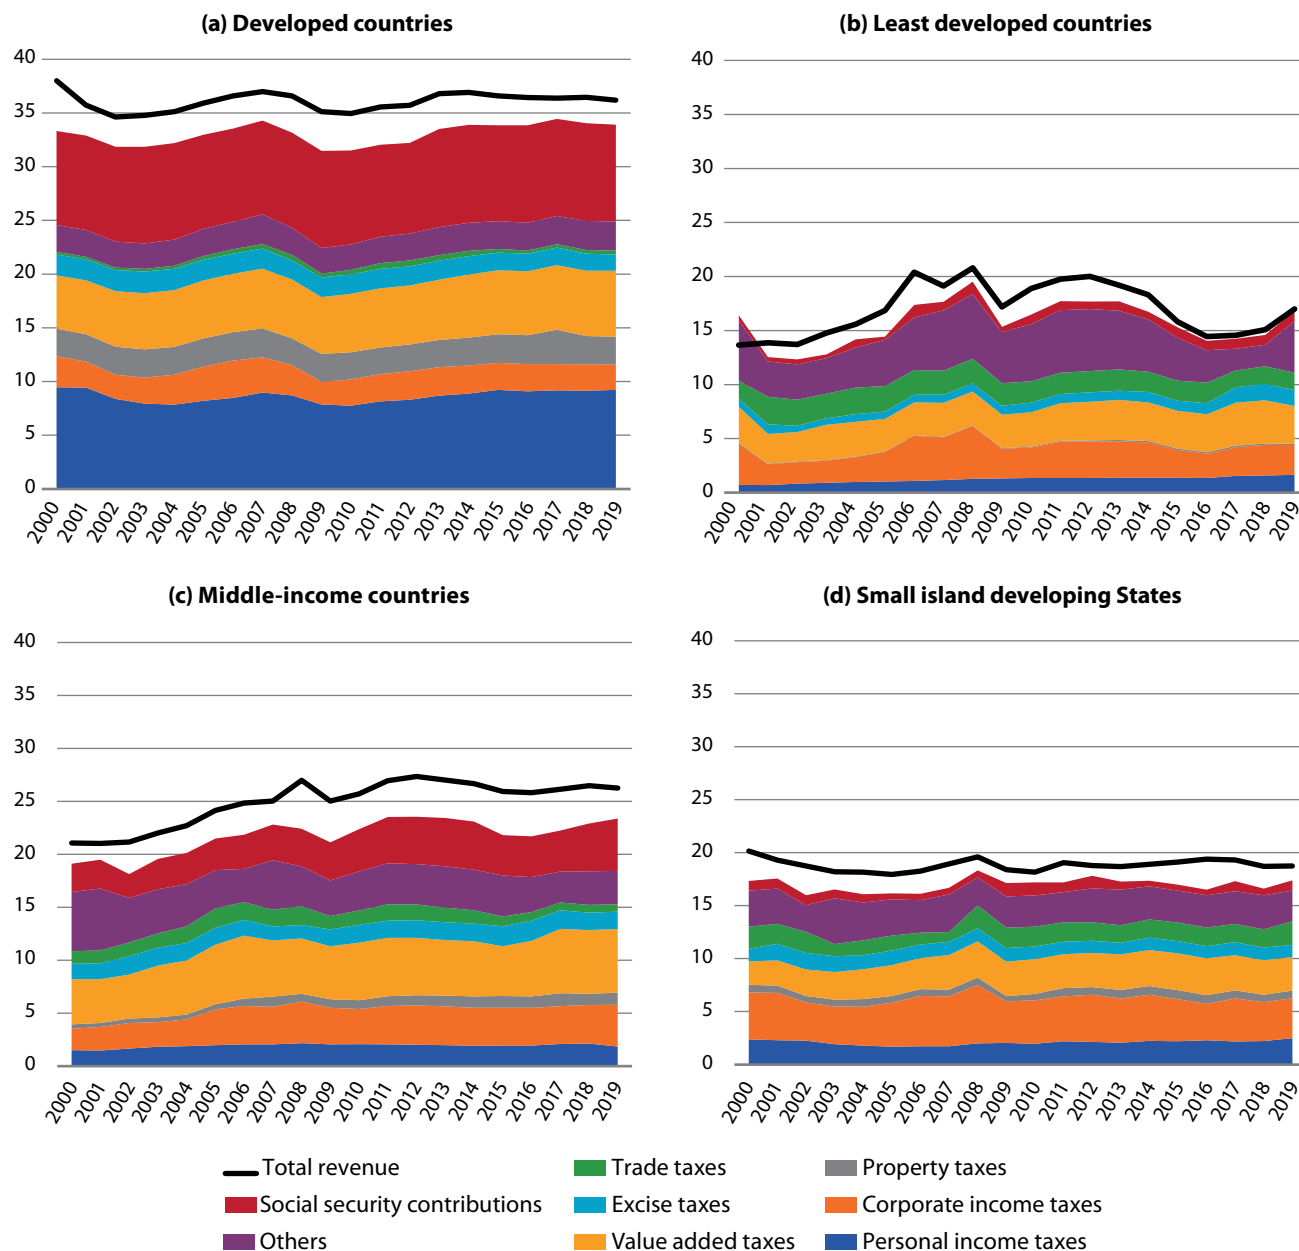 (a) Developed countries
40
35
30
25
20
15
10
5
0
2000 2001 2002 2003 2004 2005 2006 2007 2008 2009 2010 2011 2012 2013 2014 2015 2016 2017 2018 2019
(b) Least developed countries
40
35
30
25
20
15
10
5
0
2000 2001 2002 2003 2004 2005 2006 2007 2008 2009 2010 2011 2012 2013 2014 2015 2016 2017 2018 2019
(c) Middle-income countries
40
35
30
25
20
15
10
5
0
2000 2001 2002 2003 2004 2005 2006 2007 2008 2009 2010 2011 2012 2013 2014 2015 2016 2017 2018 2019
(d) Small island developing States
40
35
30
25
20
15
10
5
0
2000 2001 2002 2003 2004 2005 2006 2007 2008 2009 2010 2011 2012 2013 2014 2015 2016 2017 2018 2019
Total revenue
Trade taxes
Property taxes
Social security contributions
Excise taxes
Corporate income taxes
Others
Value added taxes
Personal income taxes